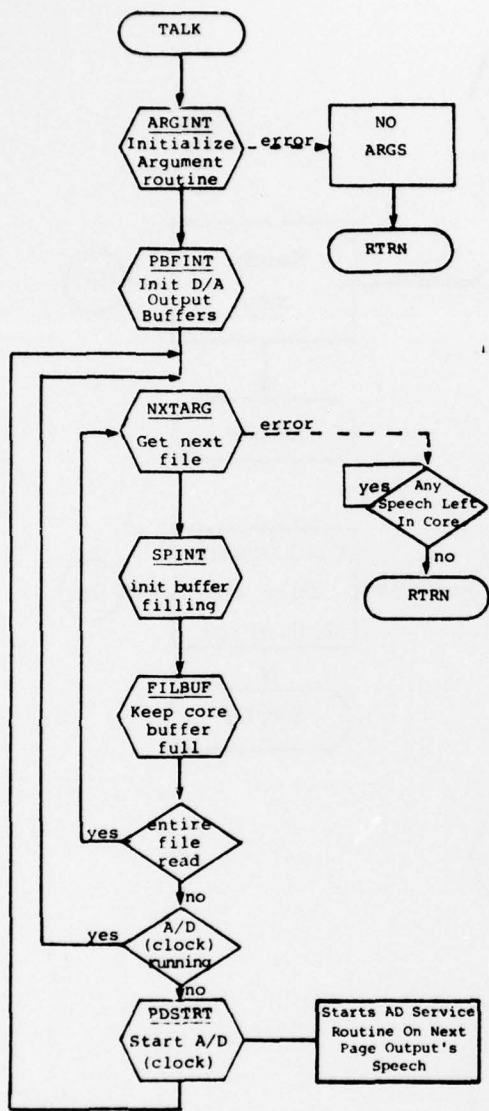 TALK
ARGINT
Initialize
Argument
routine
error
NO
ARGS
RTRN
PBFINT
Init D/A
Output
Buffers
NXTARG
Get next
file
error
yes
Any
Speech Left
In Core
no
RTRN
SPINT
init buffer
filling
FILBUF
Keep core
buffer
full
yes
entire
file
read
no
yes
A/D
(clock)
running
no
PDSTRT
Start A/D
(clock)
Starts AD Service
Routine On Next
Page Output's
Speech